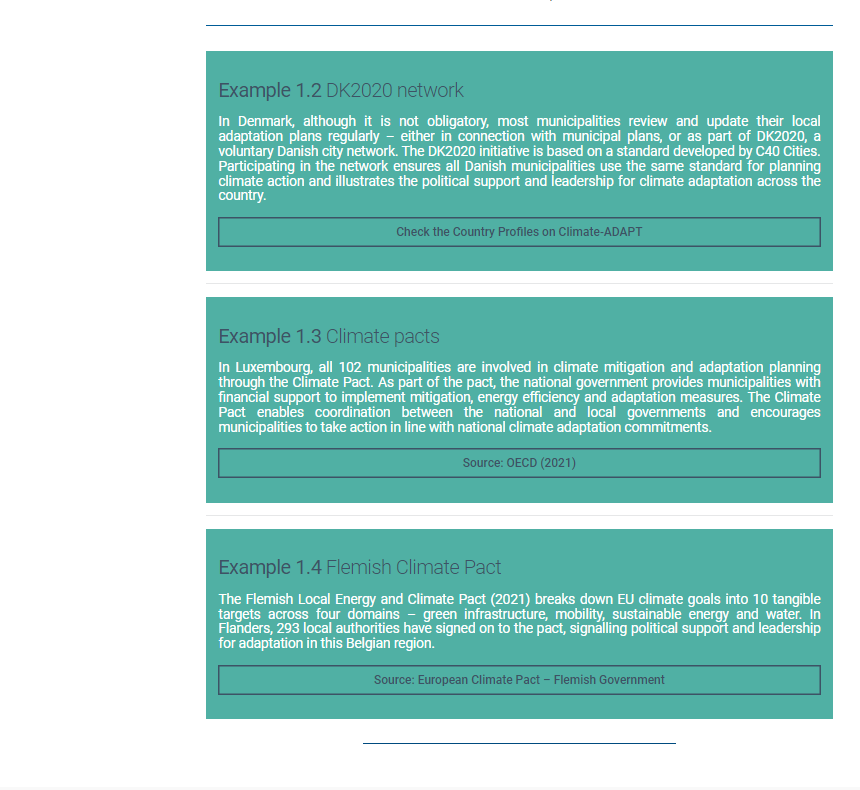 Example 1.2 DK2020 network
In Denmark, although it is not obligatory, most municipalities review and update their local
adaptation plans regularly – either in connection with municipal plans, or as part of DK2020, a
voluntary Danish city network. The DK2020 initiative is based on a standard developed by C40 Cities.
Participating in the network ensures all Danish municipalities use the same standard for planning
climate action and illustrates the political support and leadership for climate adaptation across the
country.
Check the Country Profiles on Climate-ADAPT
Example 1.3 Climate pacts
In Luxembourg, all 102 municipalities are involved in climate mitigation and adaptation planning
through the Climate Pact. As part of the pact, the national government provides municipalities with
financial support to implement mitigation, energy efficiency and adaptation measures. The Climate
Pact enables coordination between the national and local governments and encourages
municipalities to take action in line with national climate adaptation commitments.
Source: OECD (2021)
Example 1.4 Flemish Climate Pact
The Flemish Local Energy and Climate Pact (2021) breaks down EU climate goals into 10 tangible
targets across four domains – green infrastructure, mobility, sustainable energy and water. In
Flanders, 293 local authorities have signed on to the pact, signalling political support and leadership
for adaptation in this Belgian region.
Source: European Climate Pact – Flemish Government